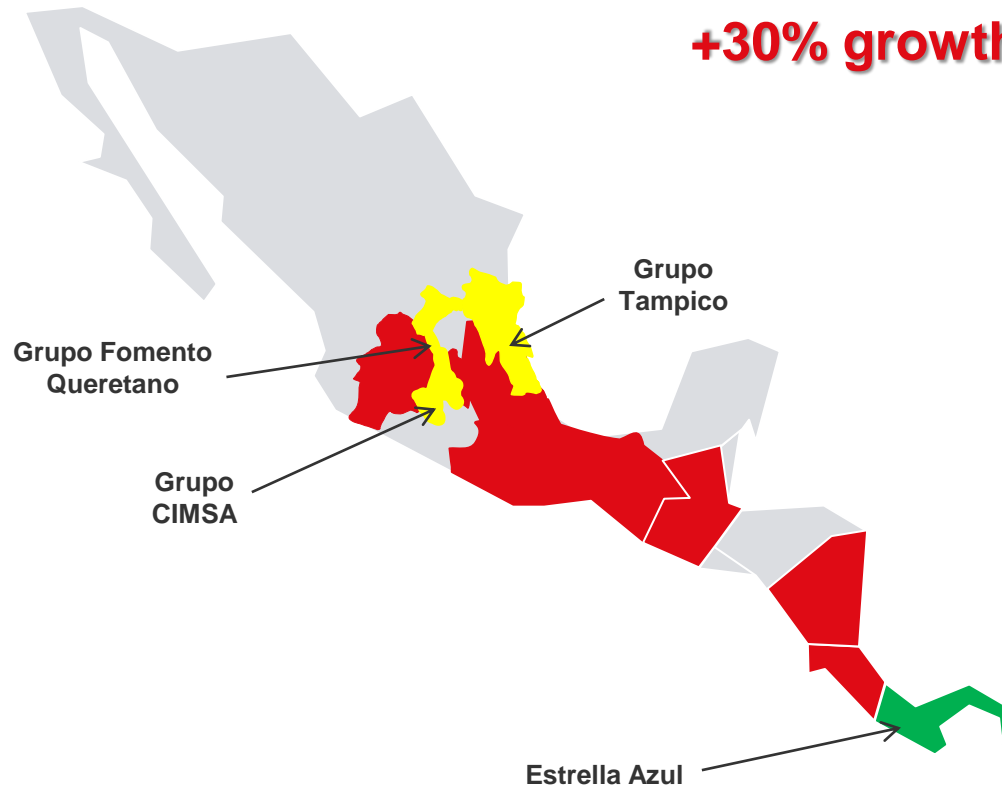 +30% growth
Grupo
Tampico
Grupo Fomento
Queretano
Grupo
CIMSA
Estrella Azul